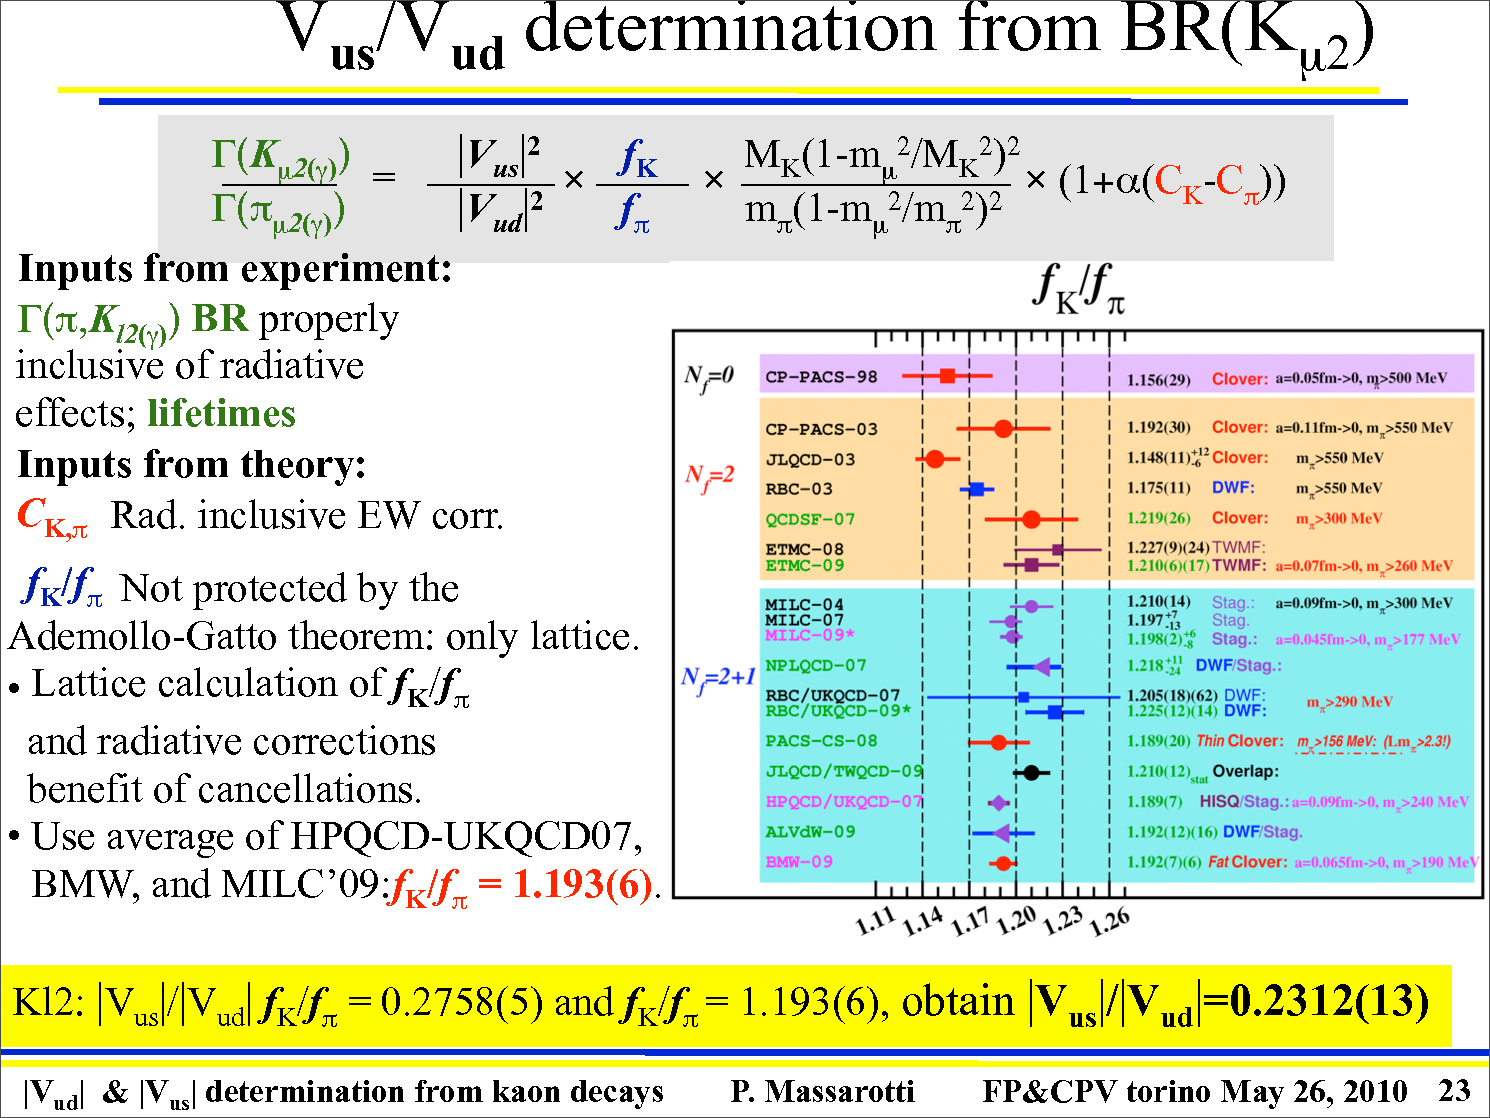 Vus/Vud determination from BR(Kμ2)
Γ(Kμ2(γ)) / Γ(πμ2(γ)) = |Vus|² / |Vud|² × fK / fπ × MK(1-mμ²/MK²)² / mπ(1-mμ²/mπ²)² × (1+α(CK-Cπ))
Inputs from experiment:
Γ(π,Kl2(γ)) BR properly
inclusive of radiative
effects; lifetimes
Inputs from theory:
CK,π Rad. inclusive EW corr.
fK/fπ Not protected by the
Ademollo-Gatto theorem: only lattice.
• Lattice calculation of fK/fπ
and radiative corrections
benefit of cancellations.
• Use average of HPQCD-UKQCD07,
BMW, and MILC’09:fK/fπ = 1.193(6).
fK/fπ
Nf=0
CP-PACS-98 1.156(29) Clover: a=0.05fm->0, mπ>500 MeV
Nf=2
CP-PACS-03 1.192(30) Clover: a=0.11fm->0, mπ>550 MeV
JLQCD-03 1.148(11)+12-6 Clover: mπ>550 MeV
RBC-03 1.175(11) DWF: mπ>550 MeV
QCDSF-07 1.219(26) Clover: mπ>300 MeV
ETMC-08 1.227(9)(24) TWMF:
ETMC-09 1.210(6)(17) TWMF: a=0.07fm->0, mπ>260 MeV
Nf=2+1
MILC-04 1.210(14) Stag.: a=0.09fm->0, mπ>300 MeV
MILC-07 1.197+7-13 Stag.
MILC-09* 1.198(2)+6-8 Stag.: a=0.045fm->0, mπ>177 MeV
NPLQCD-07 1.218+11-24 DWF/Stag.:
RBC/UKQCD-07 1.205(18)(62) DWF:
mπ>290 MeV
RBC/UKQCD-09* 1.225(12)(14) DWF:
PACS-CS-08 1.189(20) Thin Clover: mπ>156 MeV: (Lmπ>2.3!)
JLQCD/TWQCD-09 1.210(12)stat Overlap:
HPQCD/UKQCD-07 1.189(7) HISQ/Stag.: a=0.09fm->0, mπ>240 MeV
ALVdW-09 1.192(12)(16) DWF/Stag.
BMW-09 1.192(7)(6) Fat Clover: a=0.065fm->0, mπ>190 MeV
1.11 1.14 1.17 1.20 1.23 1.26
Kl2: |Vus|/|Vud| fK/fπ = 0.2758(5) and fK/fπ = 1.193(6), obtain |Vus|/|Vud|=0.2312(13)
|Vud| & |Vus| determination from kaon decays P. Massarotti FP&CPV torino May 26, 2010 23